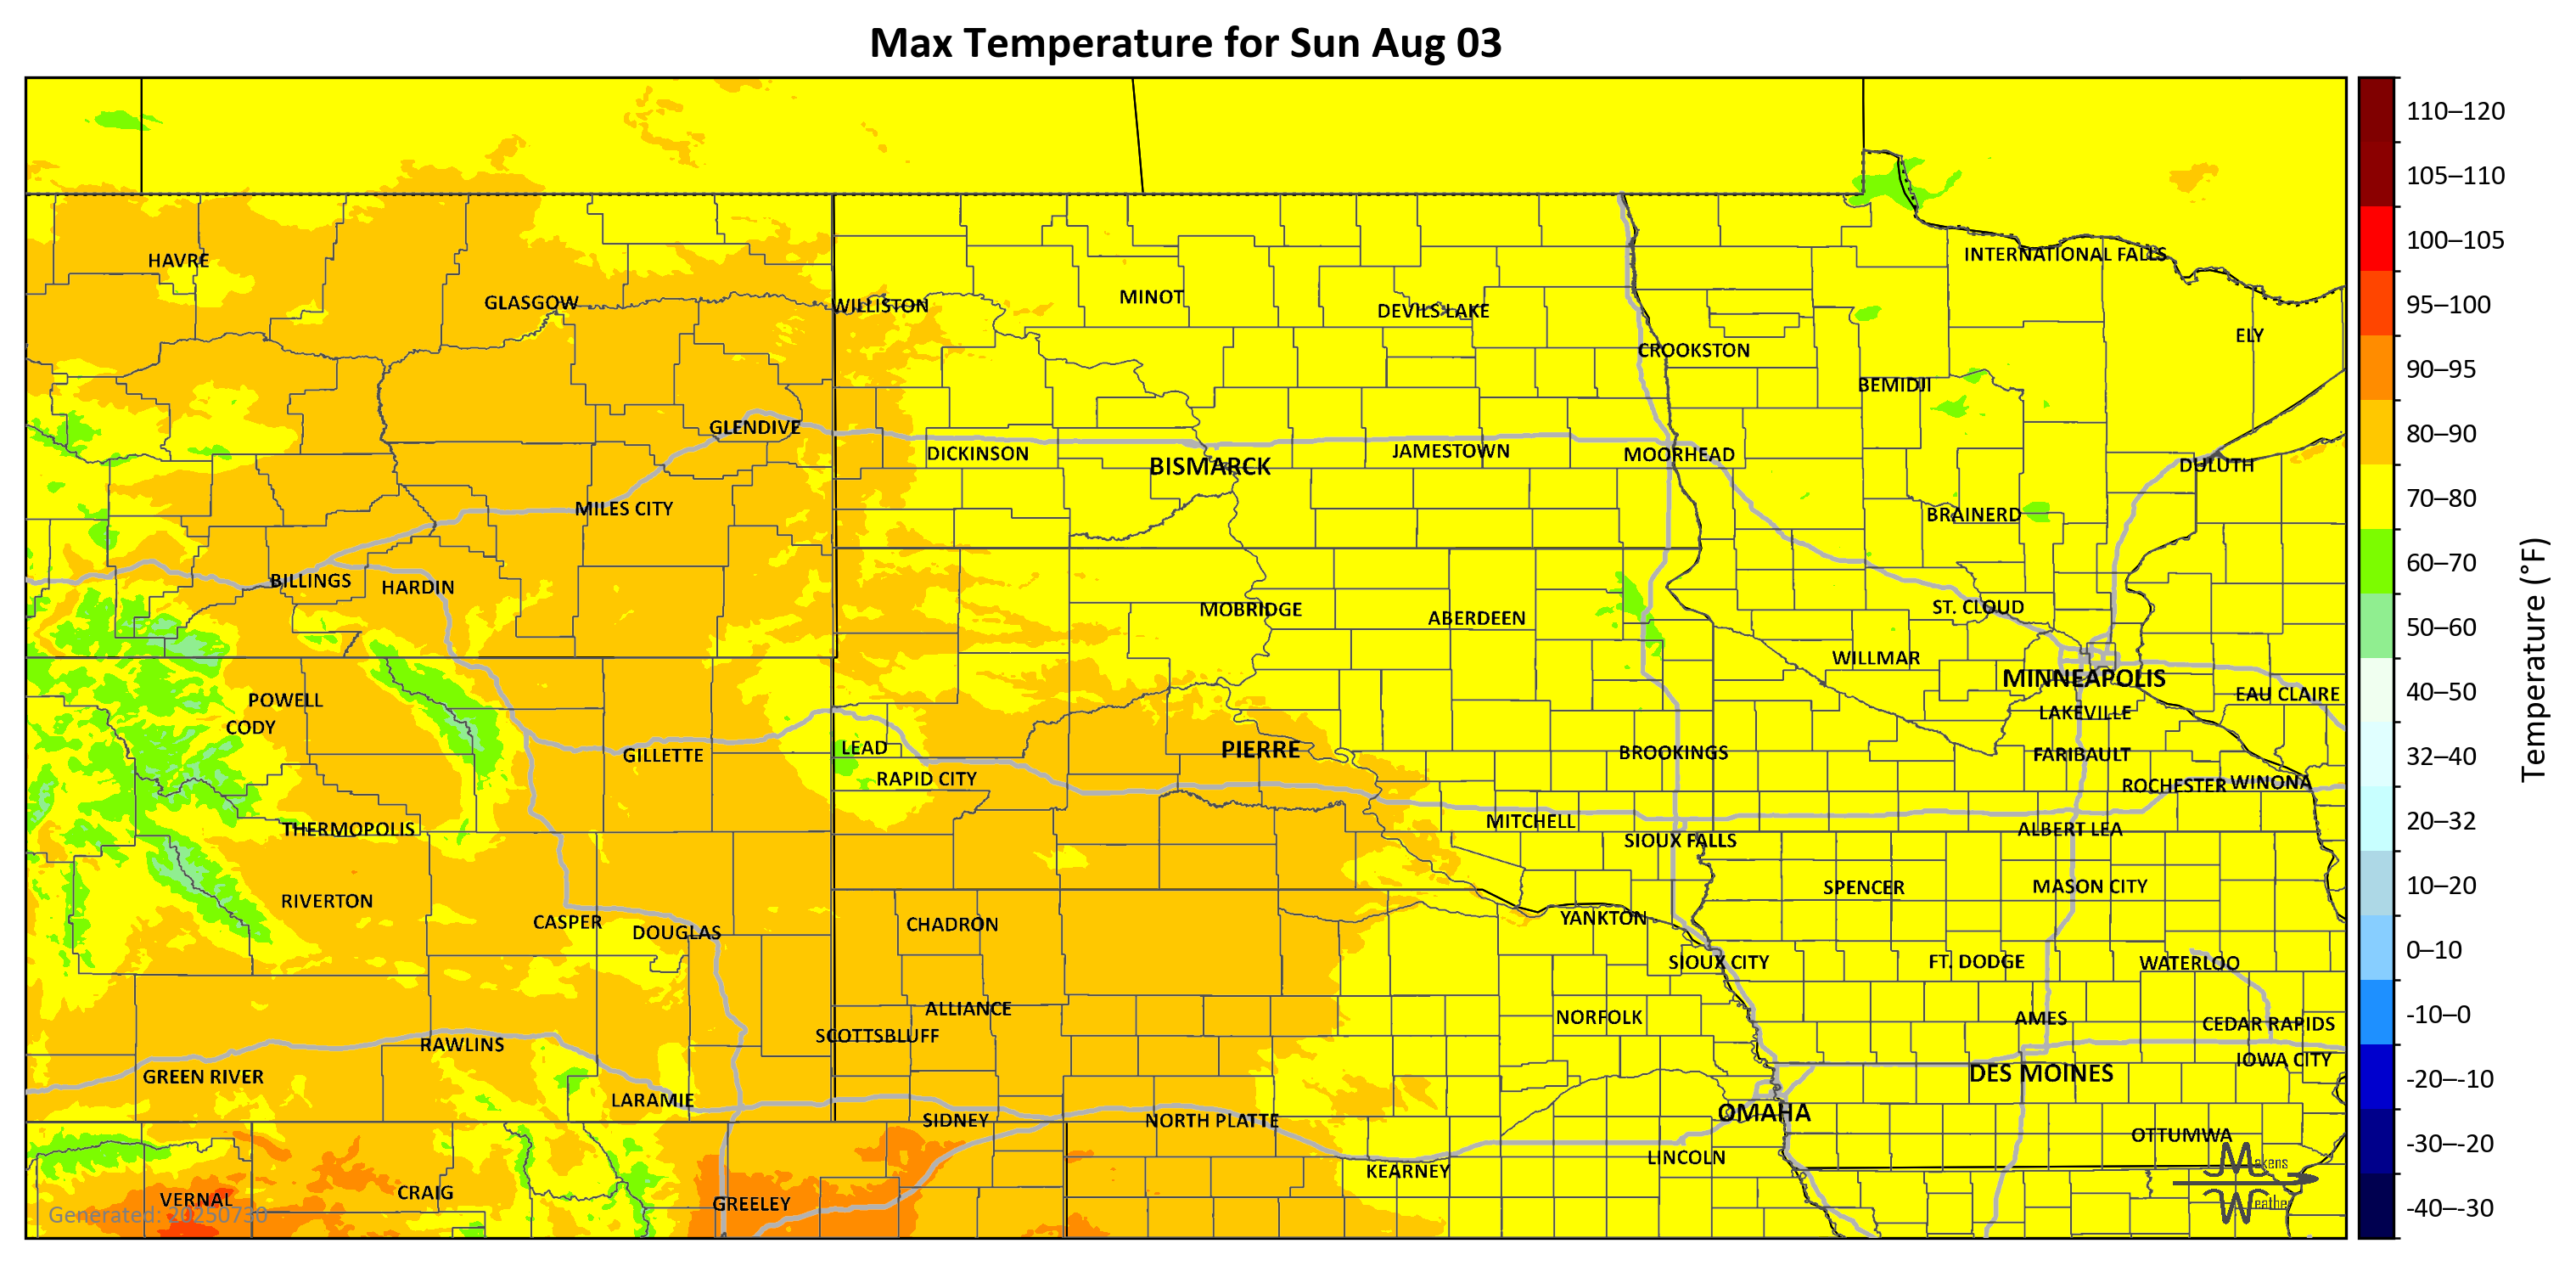 Max Temperature for Sun Aug 03
110–120
105–110
100–105
95–100
90–95
80–90
70–80
60–70
50–60
40–50
32–40
20–32
10–20
0–10
-10–0
-20–-10
-30–-20
-40–-30
Temperature (°F)
HAVRE
GLASGOW
WILLISTON
MINOT
DEVILS LAKE
INTERNATIONAL FALLS
ELY
CROOKSTON
BEMIDJI
GLENDIVE
DICKINSON
BISMARCK
JAMESTOWN
MOORHEAD
DULUTH
MILES CITY
BRAINERD
BILLINGS
HARDIN
MOBRIDGE
ABERDEEN
ST. CLOUD
WILLMAR
MINNEAPOLIS
EAU CLAIRE
POWELL
CODY
LAKEVILLE
GILLETTE
LEAD
RAPID CITY
PIERRE
BROOKINGS
FARIBAULT
ROCHESTER
WINONA
THERMOPOLIS
MITCHELL
SIOUX FALLS
ALBERT LEA
RIVERTON
CASPER
DOUGLAS
CHADRON
YANKTON
SPENCER
MASON CITY
SIOUX CITY
FT. DODGE
WATERLOO
ALLIANCE
SCOTTSBLUFF
NORFOLK
AMES
CEDAR RAPIDS
RAWLINS
IOWA CITY
GREEN RIVER
DES MOINES
LARAMIE
SIDNEY
NORTH PLATTE
OMAHA
OTTUMWA
LINCOLN
KEARNEY
VERNAL
CRAIG
GREELEY
Generated: 20250730
Makens
Weather